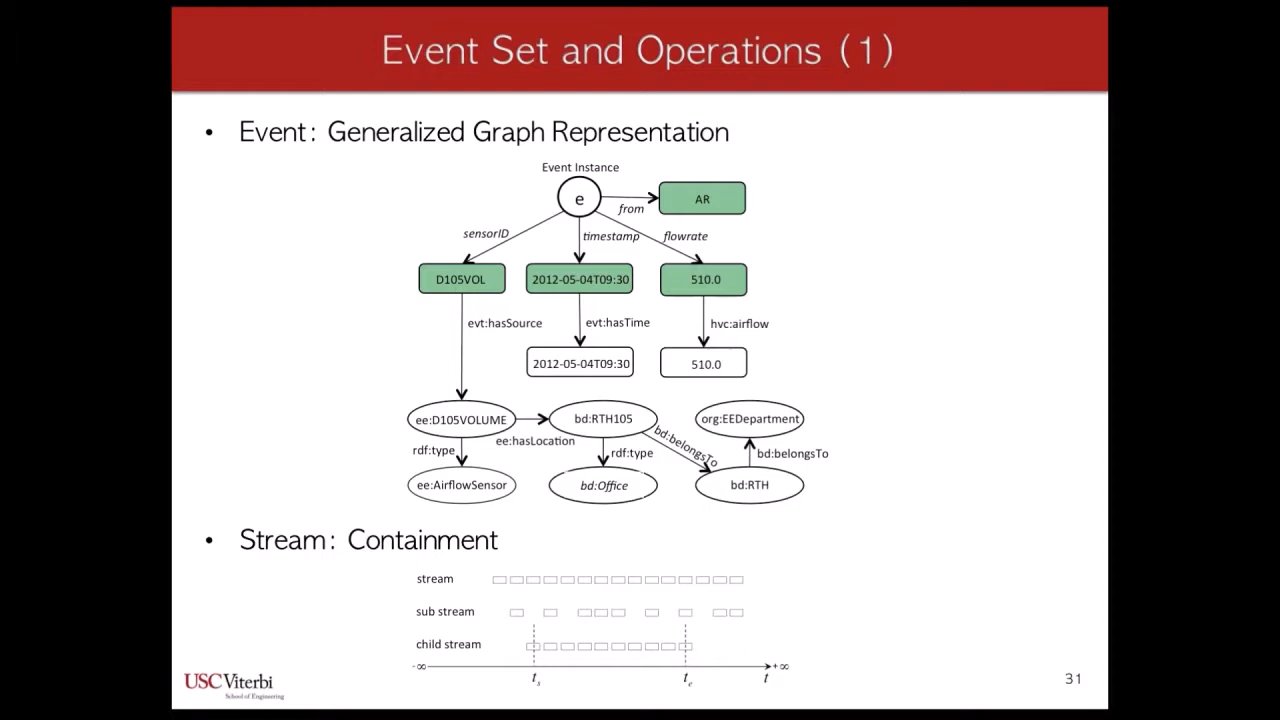 Event Set and Operations (1)
• Event: Generalized Graph Representation
Event Instance
e
from
AR
sensorID
timestamp
flowrate
D105VOL
2012-05-04T09:30
510.0
evt:hasSource
evt:hasTime
hvc:airflow
2012-05-04T09:30
510.0
ee:D105VOLUME
ee:hasLocation
bd:RTH105
bd:belongsTo
org:EEDepartment
rdf:type
rdf:type
bd:belongsTo
ee:AirflowSensor
bd:Office
bd:RTH
• Stream: Containment
stream
sub stream
child stream
-∞
+∞
ts
te
t
USC Viterbi
School of Engineering
31